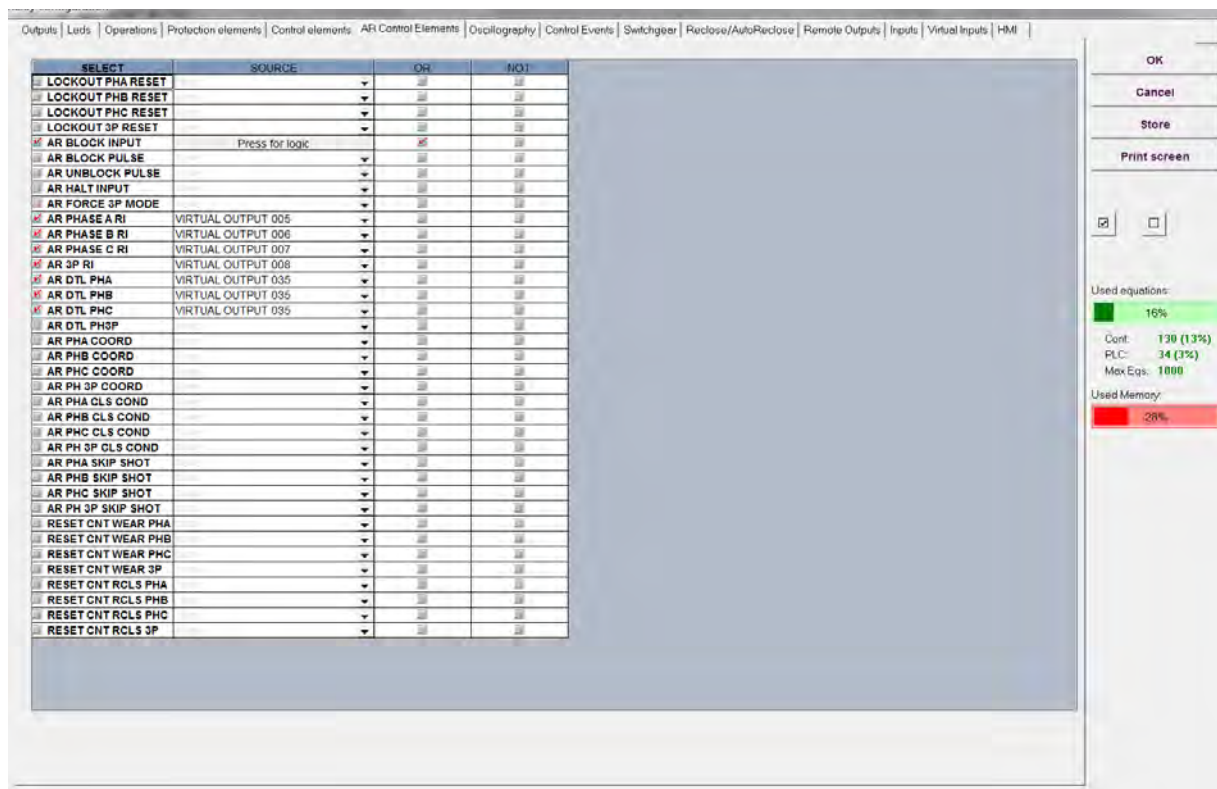 Outputs | Leds | Operations | Protection elements | Control elements | AR Control Elements | Oscillography | Control Events | Switchgear | Reclose/AutoReclose | Remote Outputs | Inputs | Virtual Inputs | HMI
SELECT SOURCE OR NOT
LOCKOUT PHA RESET
LOCKOUT PHB RESET
LOCKOUT PHC RESET
LOCKOUT 3P RESET
AR BLOCK INPUT Press for logic
AR BLOCK PULSE
AR UNBLOCK PULSE
AR HALT INPUT
AR FORCE 3P MODE
AR PHASE A RI VIRTUAL OUTPUT 005
AR PHASE B RI VIRTUAL OUTPUT 006
AR PHASE C RI VIRTUAL OUTPUT 007
AR 3P RI VIRTUAL OUTPUT 008
AR DTL PHA VIRTUAL OUTPUT 035
AR DTL PHB VIRTUAL OUTPUT 035
AR DTL PHC VIRTUAL OUTPUT 035
AR DTL PH3P
AR PHA COORD
AR PHB COORD
AR PHC COORD
AR PH 3P COORD
AR PHA CLS COND
AR PHB CLS COND
AR PHC CLS COND
AR PH 3P CLS COND
AR PHA SKIP SHOT
AR PHB SKIP SHOT
AR PHC SKIP SHOT
AR PH 3P SKIP SHOT
RESET CNT WEAR PHA
RESET CNT WEAR PHB
RESET CNT WEAR PHC
RESET CNT WEAR 3P
RESET CNT RCLS PHA
RESET CNT RCLS PHB
RESET CNT RCLS PHC
RESET CNT RCLS 3P
OK
Cancel
Store
Print screen
Used equations:
16%
Conf: 130 (13%)
PLC: 34 (3%)
Max Eqs: 1000
Used Memory:
28%